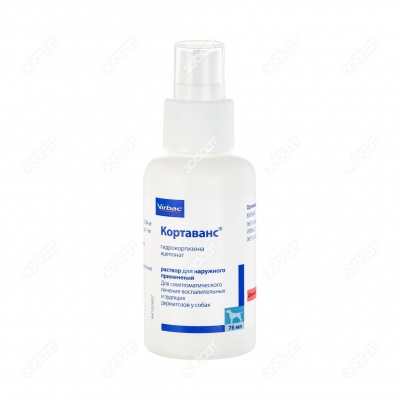 Virbac
Кортаванс®
гидрокортизона
ацепонат
раствор для наружного
применения
Для симптоматического
лечения воспалительных
и зудящих
дерматозов у собак
76 мл